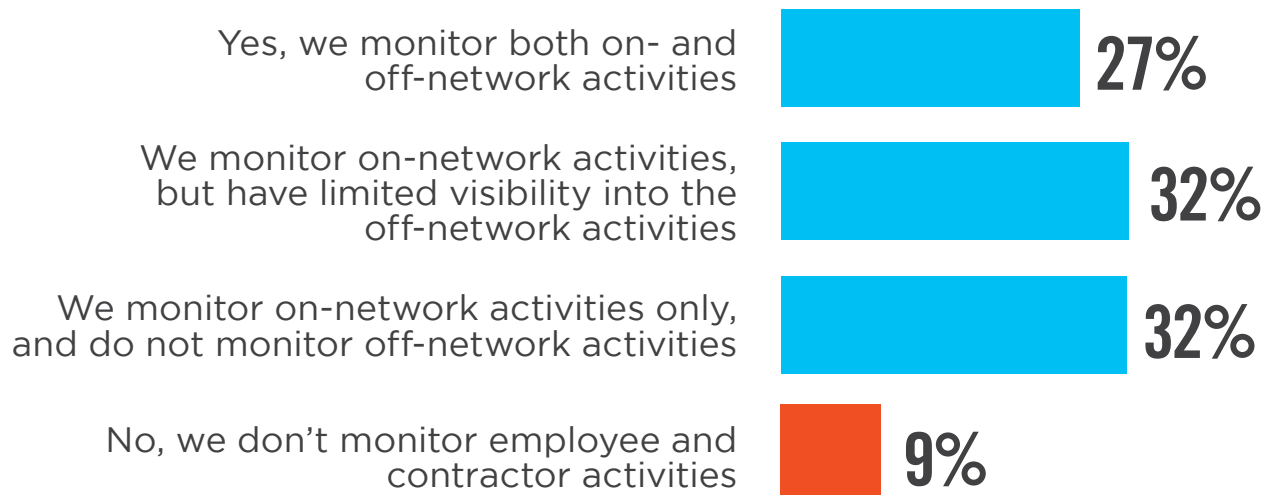 Yes, we monitor both on- and
off-network activities
27%
We monitor on-network activities,
but have limited visibility into the
off-network activities
32%
We monitor on-network activities only,
and do not monitor off-network activities
32%
No, we don’t monitor employee and
contractor activities
9%